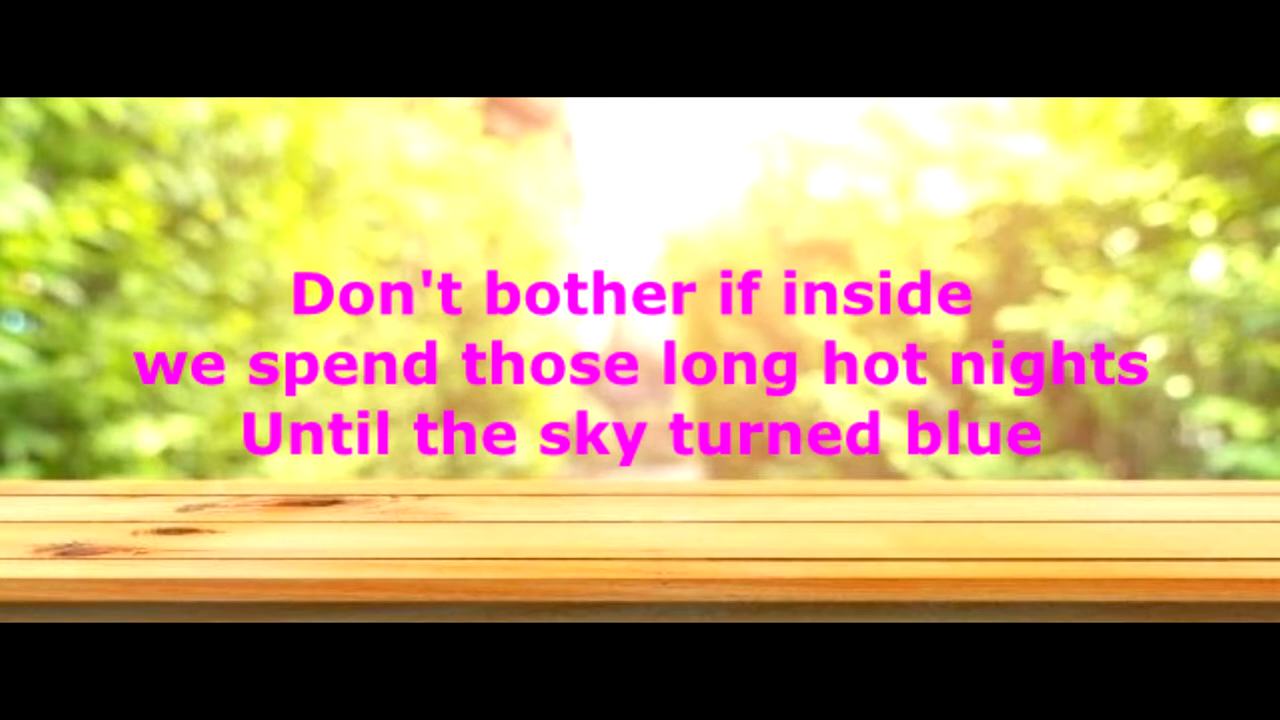 Don't bother if inside
we spend those long hot nights
Until the sky turned blue